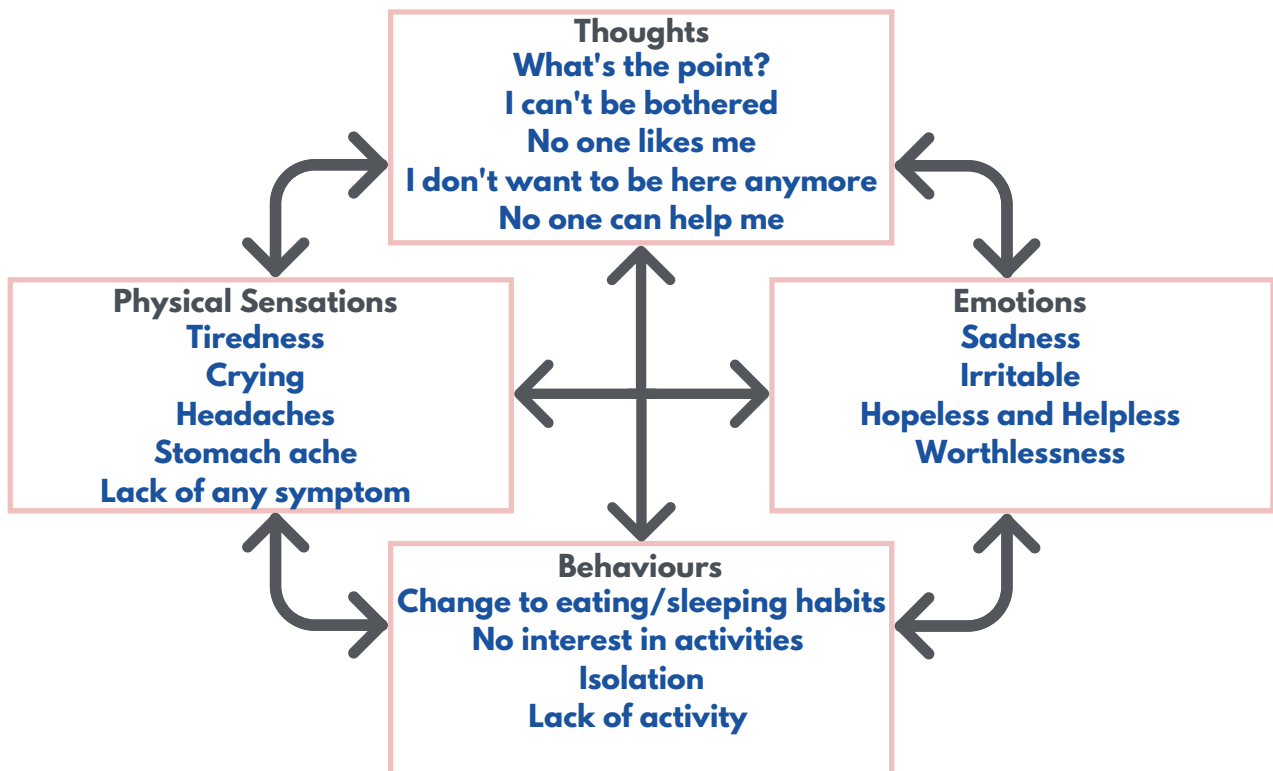 Thoughts
What's the point?
I can't be bothered
No one likes me
I don't want to be here anymore
No one can help me
Physical Sensations
Tiredness
Crying
Headaches
Stomach ache
Lack of any symptom
Emotions
Sadness
Irritable
Hopeless and Helpless
Worthlessness
Behaviours
Change to eating/sleeping habits
No interest in activities
Isolation
Lack of activity